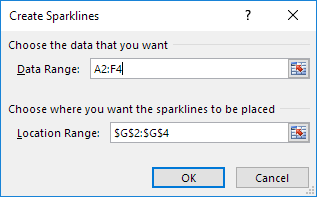 Create Sparklines
Choose the data that you want
Data Range: A2:F4
Choose where you want the sparklines to be placed
Location Range: $G$2:$G$4
OK Cancel